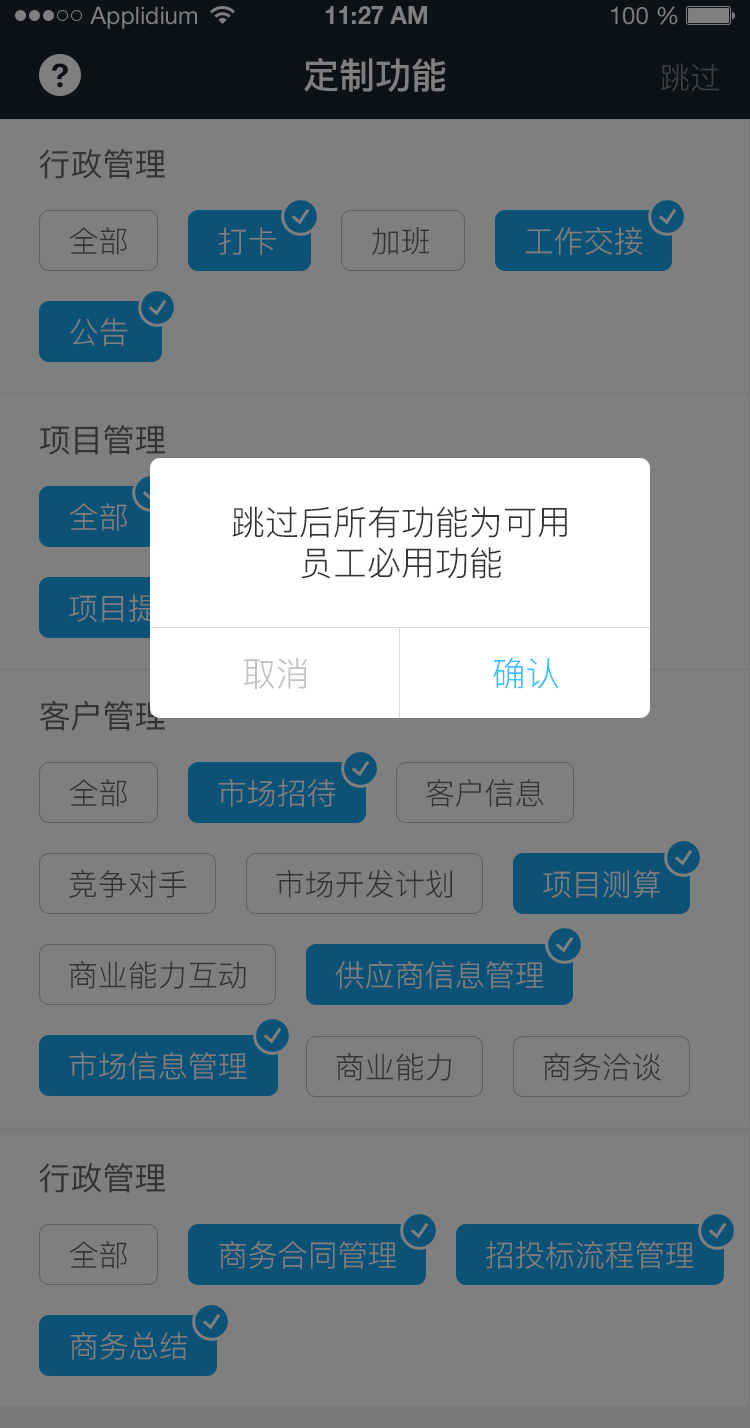 Applidium 11:27 AM 100 %
? 定制功能 跳过
行政管理
全部 打卡 加班 工作交接
公告
项目管理
全部
项目提
跳过后所有功能为可用
员工必用功能
取消 确认
客户管理
全部 市场招待 客户信息
竞争对手 市场开发计划 项目测算
商业能力互动 供应商信息管理
市场信息管理 商业能力 商务洽谈
行政管理
全部 商务合同管理 招投标流程管理
商务总结